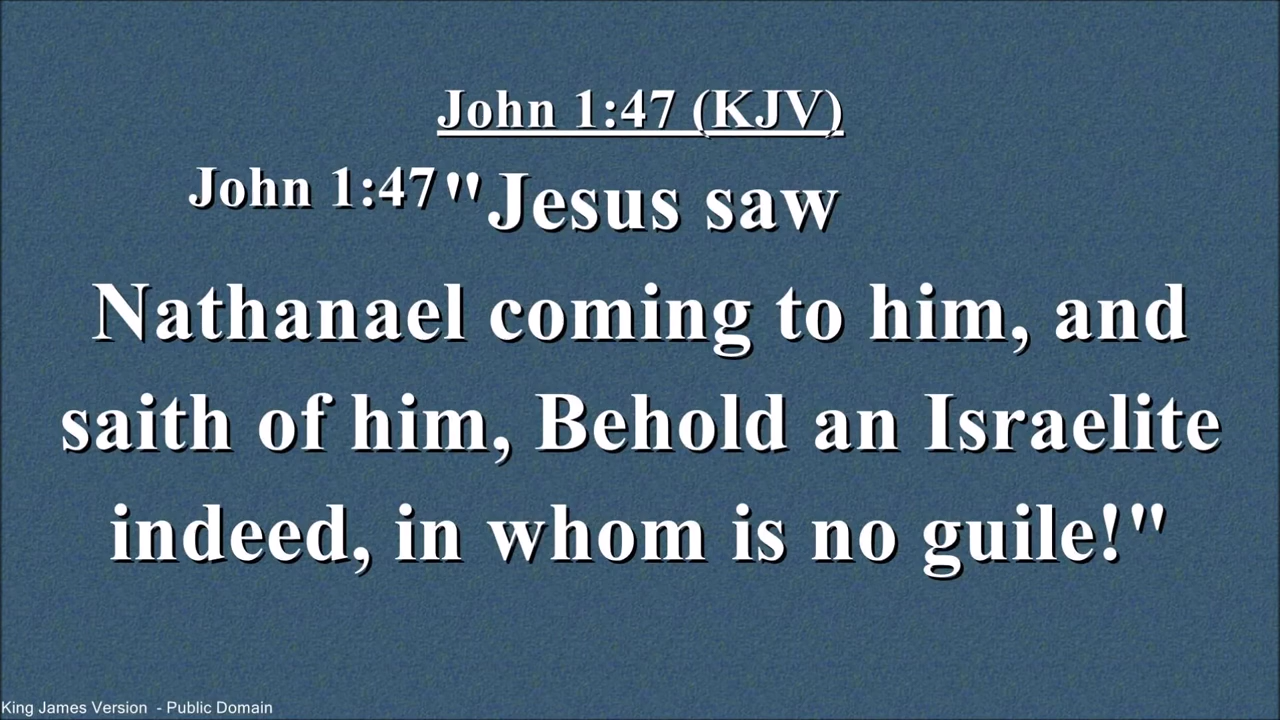 John 1:47 (KJV)
John 1:47 "Jesus saw
Nathanael coming to him, and
saith of him, Behold an Israelite
indeed, in whom is no guile!"
King James Version  - Public Domain